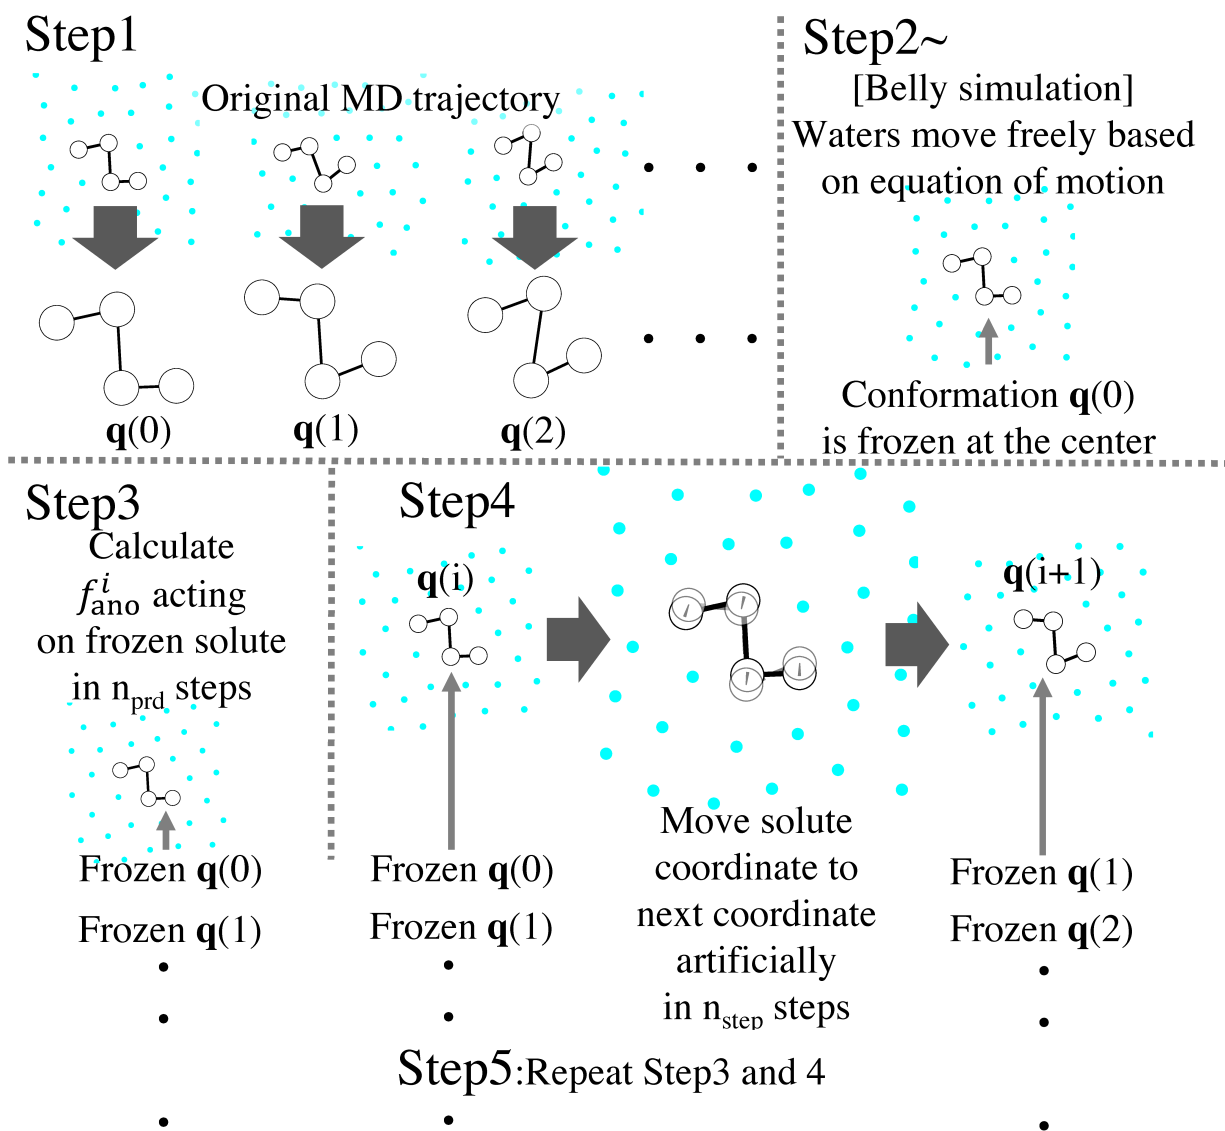 Step1
Original MD trajectory
q(0)
q(1)
q(2)
Step2~
[Belly simulation]
Waters move freely based
on equation of motion
Conformation q(0)
is frozen at the center
Step3
Calculate
f^i_ano acting
on frozen solute
in n_prd steps
Frozen q(0)
Frozen q(1)
Step4
q(i)
Frozen q(0)
Frozen q(1)
Move solute
coordinate to
next coordinate
artificially
in n_step steps
q(i+1)
Frozen q(1)
Frozen q(2)
Step5:Repeat Step3 and 4